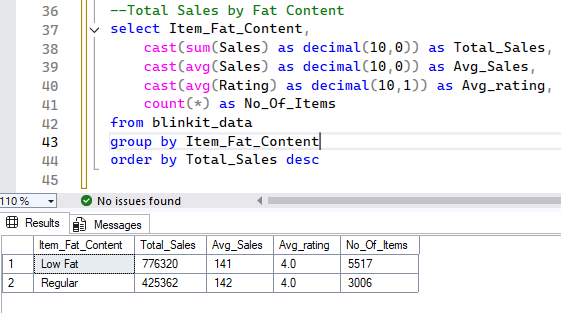 36 --Total Sales by Fat Content
37 select Item_Fat_Content,
38 cast(sum(Sales) as decimal(10,0)) as Total_Sales,
39 cast(avg(Sales) as decimal(10,0)) as Avg_Sales,
40 cast(avg(Rating) as decimal(10,1)) as Avg_rating,
41 count(*) as No_Of_Items
42 from blinkit_data
43 group by Item_Fat_Content
44 order by Total_Sales desc
45
110 % No issues found
Results Messages
Item_Fat_Content Total_Sales Avg_Sales Avg_rating No_Of_Items
1 Low Fat 776320 141 4.0 5517
2 Regular 425362 142 4.0 3006